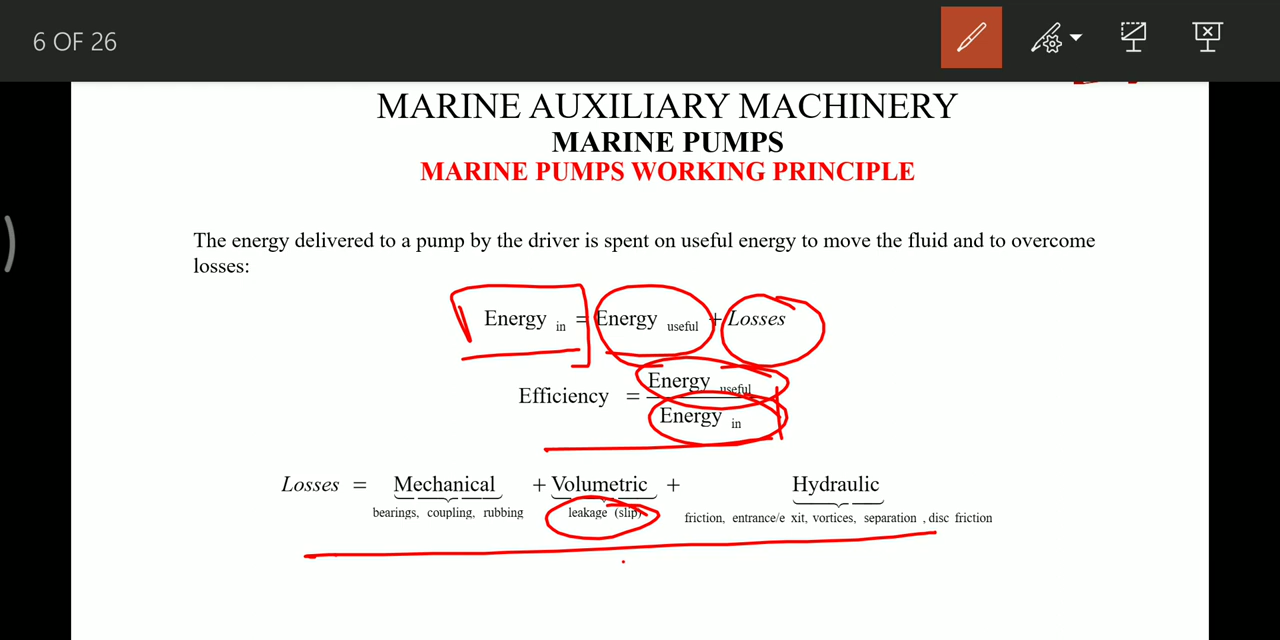 6 OF 26
MARINE AUXILIARY MACHINERY
MARINE PUMPS
MARINE PUMPS WORKING PRINCIPLE
The energy delivered to a pump by the driver is spent on useful energy to move the fluid and to overcome
losses:
Energy in = Energy useful + Losses
Efficiency = Energy useful
Energy in
Losses = Mechanical + Volumetric + Hydraulic
bearings, coupling, rubbing leakage (slip) friction, entrance/e xit, vortices, separation , disc friction